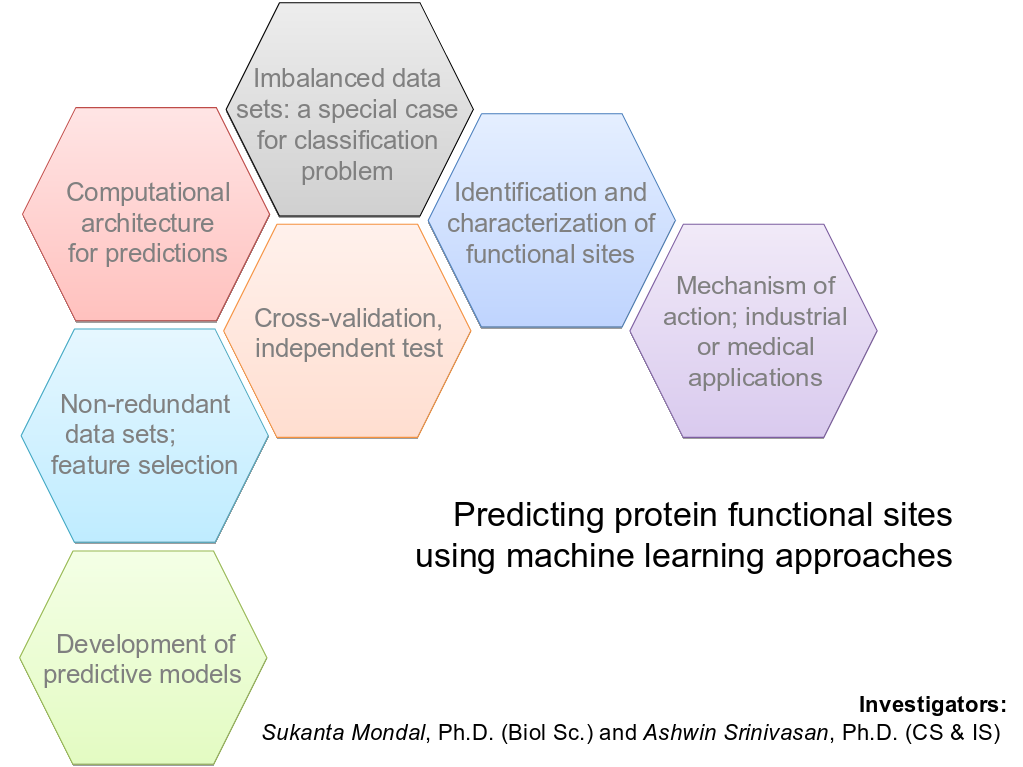 Imbalanced data
sets: a special case
for classification
problem
Computational
architecture
for predictions
Identification and
characterization of
functional sites
Mechanism of
action; industrial
or medical
applications
Cross-validation,
independent test
Non-redundant
data sets;
feature selection
Development of
predictive models
Predicting protein functional sites
using machine learning approaches
Investigators:
Sukanta Mondal, Ph.D. (Biol Sc.) and Ashwin Srinivasan, Ph.D. (CS & IS)